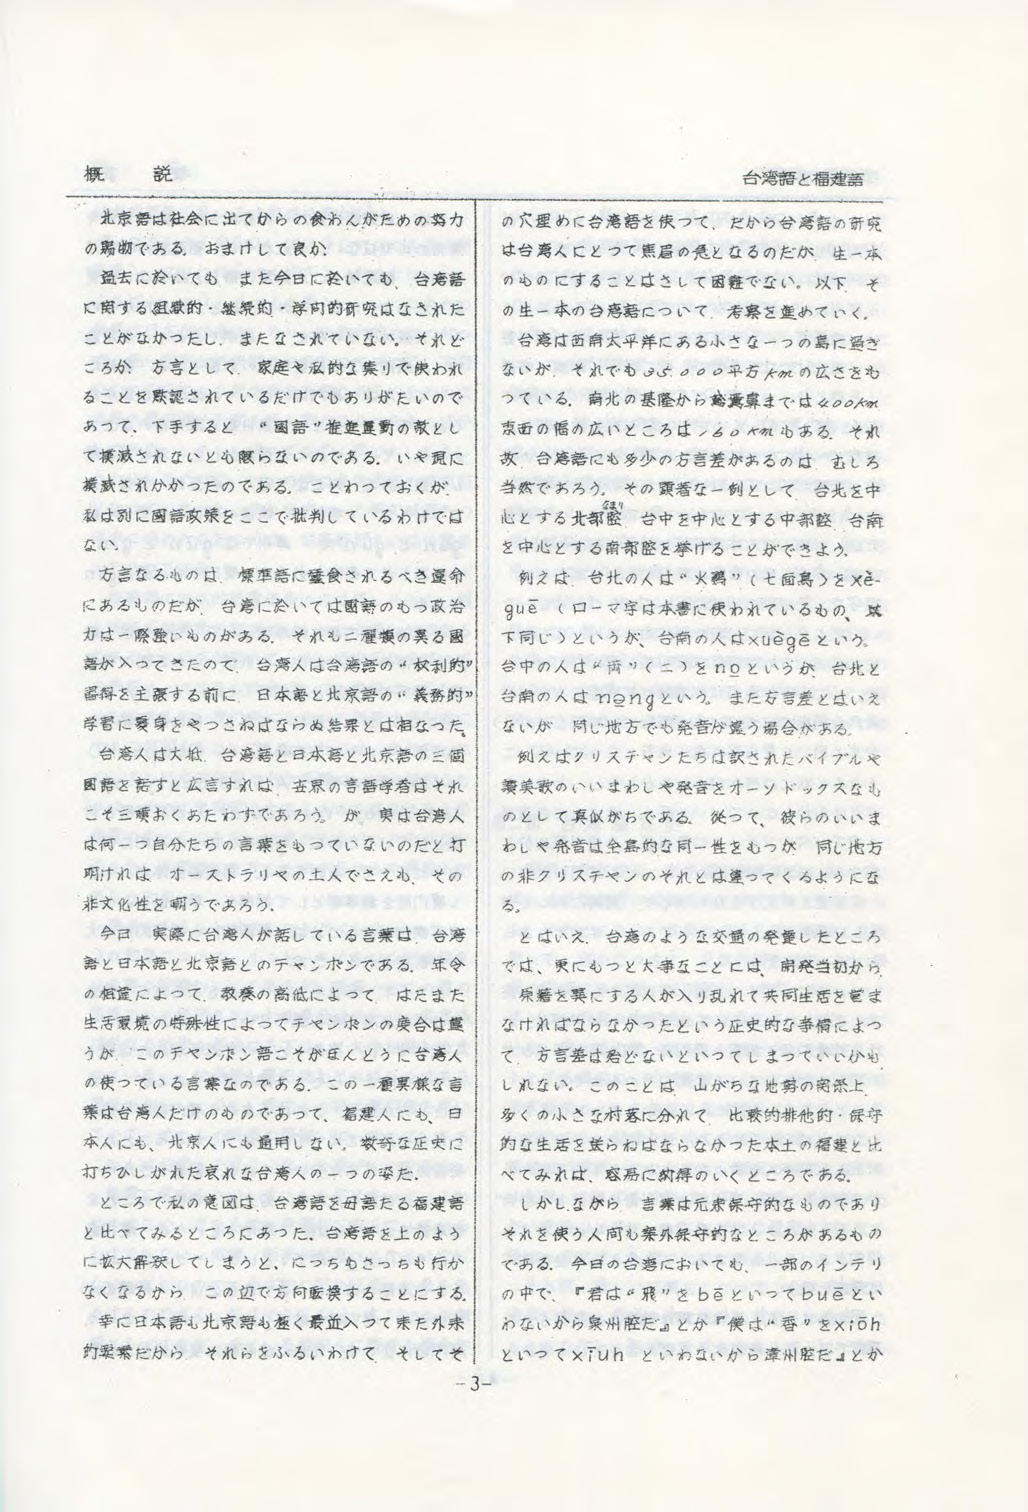 概　　説
台湾語と福建語
北京語は社会に出てからの食わんがための努力
の賜物である．おまけして良か．
過去に於いても，また今日に於いても，台湾語
に関する組織的・継続的・学问的研究はなされた
ことがなかったし，またなされていない。それど
ころか，方言として，家庭や私的な集りで使われ
ることを黙認されているだけでもありがたいので
あって，下手すると，“國語”推進運動の敵とし
て撲滅されないとも限らないのである．いや現に
撲滅されかかったのである。ことわっておくが，
私は別に國語政策をここで批判しているわけでは
ない．
方言なるものは，標準語に蚕食されるべき運命
にあるものだが，台湾に於いては國語のもつ政治
力は一際強いものがある．それも二種類の異る國
語が入ってきたので，台湾人は台湾語の“权利的”
習得を主張する前に，日本語と北京語の“義務的”
学習に憂身をやつさねばならぬ結果とは相なった。
台湾人は大抵，台湾語と日本語と北京語の三個
國語を話すと広言すれば，世界の言語学者はそれ
こそ三嘆おくあたわずであろう。が，実は台湾人
は何一つ自分たちの言葉をもっていないのだと打
明ければ，オーストラリヤの土人でさえも，その
非文化性を嗤うであろう．
今日，実際に台湾人が話している言葉は，台湾
語と日本語と北京語とのチャンポンである．年令
の相違によって，教養の高低によって，はたまた
生活環境の特殊性によってチャンポンの度合は違
うが，このチャンポン語こそがほんとうに台湾人
の使っている言葉なのである．この一種異様な言
葉は台湾人だけのものであって，福建人にも，日
本人にも，北京人にも通用しない。数奇な歴史に
打ちひしがれた哀れな台湾人の一つの姿だ．
ところで私の意図は，台湾語を母語たる福建語
と比べてみるところにあった．台湾語を上のよう
に拡大解釈してしまうと，にっちもさっちも行か
なくなるから，この辺で方向転換することにする．
幸に日本語も北京語も極く最近入って来た外来
的要素だから，それらをふるいわけて，そしてそ
の穴埋めに台湾語を使って，だから台湾語の研究
は台湾人にとって焦眉の急となるのだが，生一本
のものにすることはさして困難でない。以下，そ
の生一本の台湾語について，考察を進めていく。
台湾は西南太平洋にある小さな一つの島に過ぎ
ないが，それでも35,000平方kmの広さをも
っている．南北の基隆から鵞鑾鼻までは400km
東西の幅の広いところは160kmもある．それ
故，台湾語にも多少の方言差があるのは，むしろ
当然であろう。その顕著な一例として，台北を中
心とする北部腔，台中を中心とする中部腔，台南
なまり
を中心とする南部腔を挙げることができよう．
例えば，台北の人は“火鷄”（七面鳥）をxè-
guē （ローマ字は本書に使われているもの，以
下同じ）というが，台南の人はxuègēという。
台中の人は“両”（二）をno̲というが，台北と
台南の人はno̲ngという。また方言差とはいえ
ないが，同じ地方でも発音が違う場合がある。
例えばクリスチャンたちは訳されたバイブルや
讃美歌のいいまわしや発音をオーソドックスなも
のとして真似がちである．従って，彼らのいいま
わしや発音は全島的な同一性をもつが，同じ地方
の非クリスチャンのそれとは違ってくるようにな
る。
とはいえ，台湾のような交通の発達したところ
では，更にもっと大事なことには，開発当初から，
原籍を異にする人が入り乱れて共同生活を営ま
なければならなかったという歴史的な事情によっ
て，方言差は殆どないといってしまっていいかも
しれない。このことは，山がちな地勢の関係上，
多くの小さな村落に分れて，比較的排他的・保守
的な生活を送らねばならなかった本土の福建と比
べてみれば，容易に納得のいくところである．
しかしながら，言葉は元来保守的なものであり
それを使う人间も案外保守的なところがあるもの
である．今日の台湾においても，一部のインテリ
の中で，『君は“飛”をbēといってbuēとい
わないから泉州腔だ』とか『僕は“香”をxiōh
といってxīuh といわないから漳州腔だ』とか
-3-